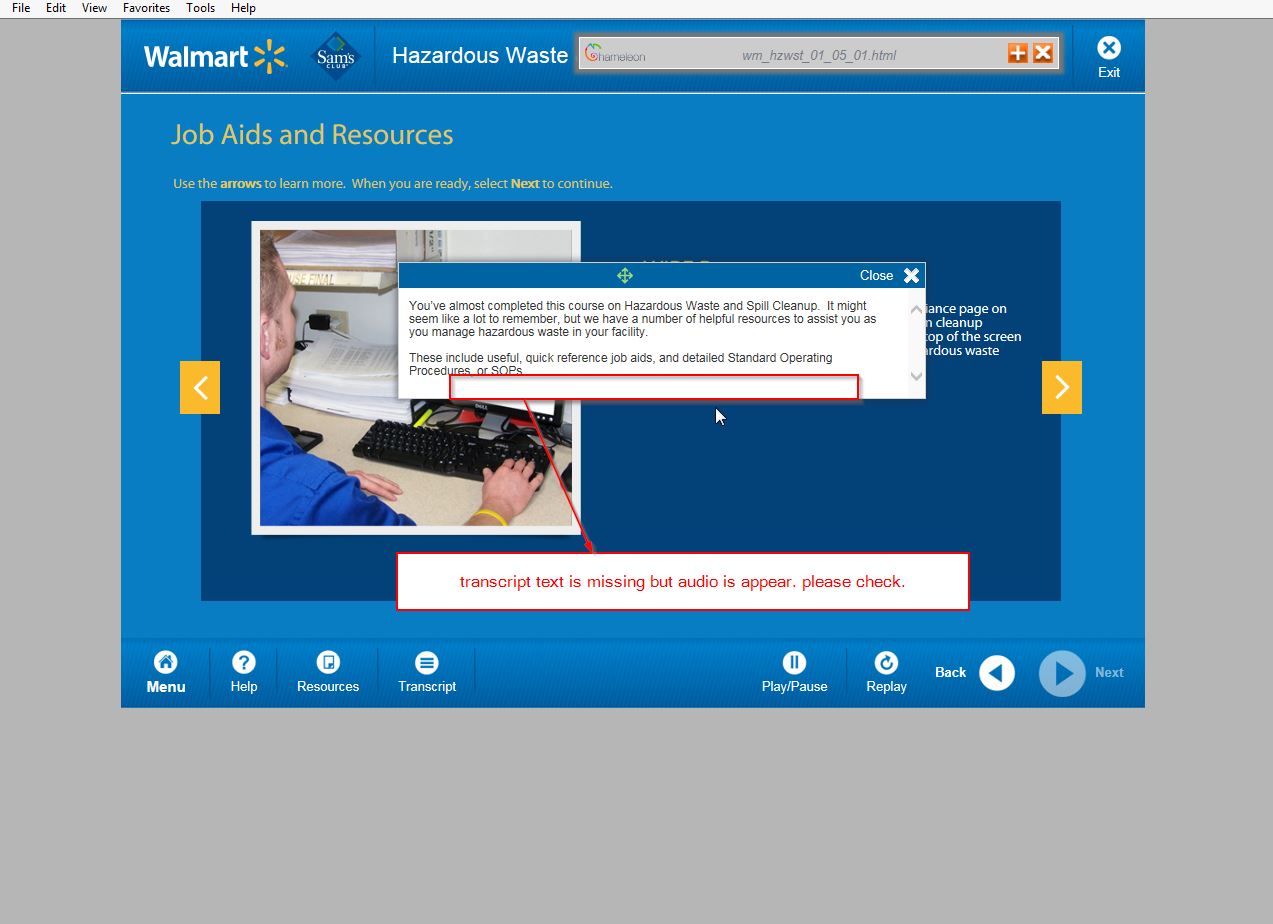 File Edit View Favorites Tools Help
Walmart Sam's CLUB Hazardous Waste Chameleon wm_hzwst_01_05_01.html
Exit
Job Aids and Resources
Use the arrows to learn more. When you are ready, select Next to continue.
USE FINAL
Close
You've almost completed this course on Hazardous Waste and Spill Cleanup. It might
seem like a lot to remember, but we have a number of helpful resources to assist you as
you manage hazardous waste in your facility.
These include useful, quick reference job aids, and detailed Standard Operating
Procedures, or SOPs.
iance page on
n cleanup
top of the screen
rdous waste
DELL
transcript text is missing but audio is appear. please check.
Menu Help Resources Transcript Play/Pause Replay Back Next